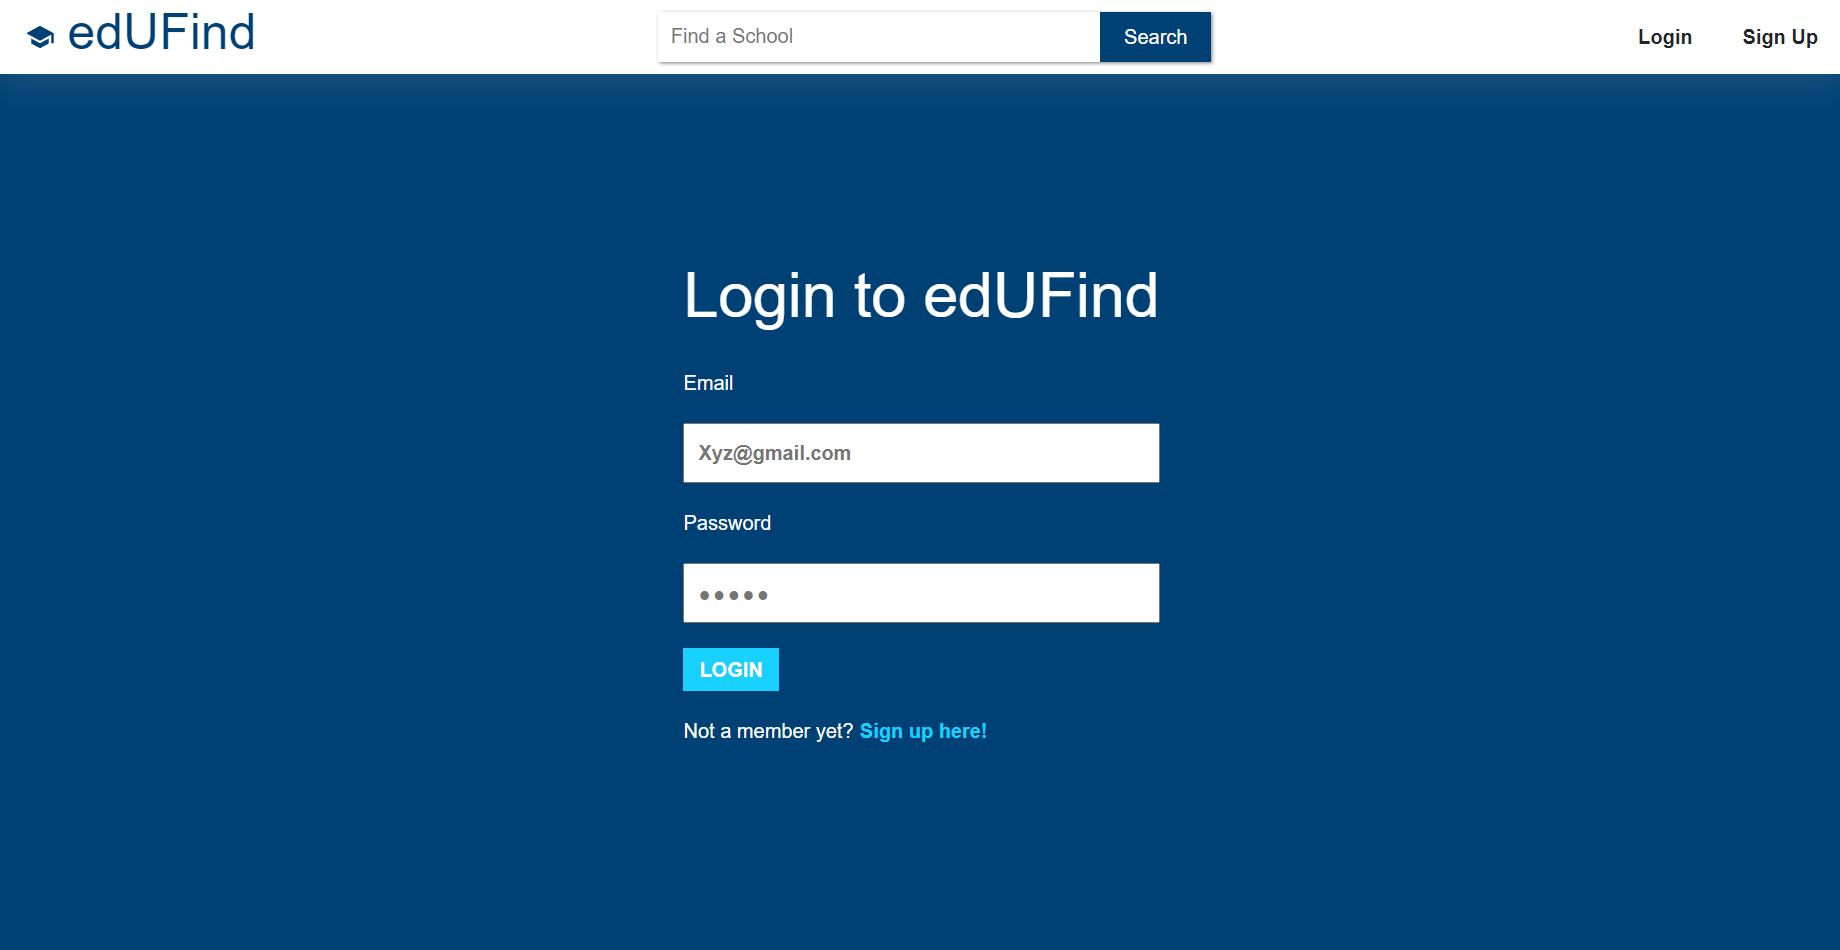 edUFind
Find a School
Search
Login
Sign Up
Login to edUFind
Email
Xyz@gmail.com
Password
●●●●●
LOGIN
Not a member yet? Sign up here!